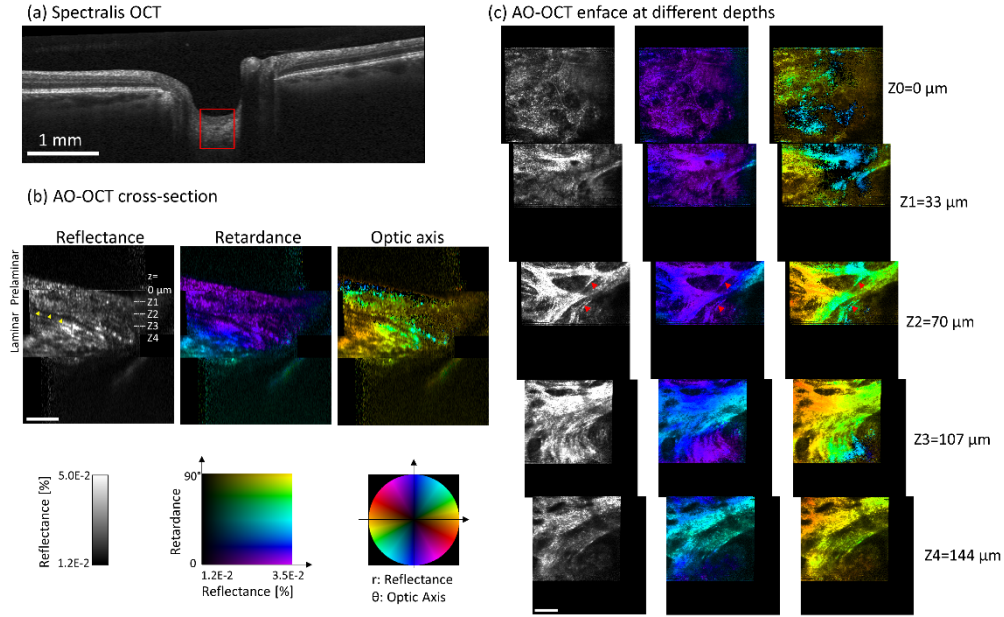 (a) Spectralis OCT
1 mm
(b) AO-OCT cross-section
Reflectance
Retardance
Optic axis
Laminar Prelaminar
z=
0 µm
Z1
Z2
Z3
Z4
5.0E-2
1.2E-2
Reflectance [%]
90°
0
Retardance
1.2E-2
3.5E-2
Reflectance [%]
r: Reflectance
θ: Optic Axis
(c) AO-OCT enface at different depths
Z0=0 µm
Z1=33 µm
Z2=70 µm
Z3=107 µm
Z4=144 µm